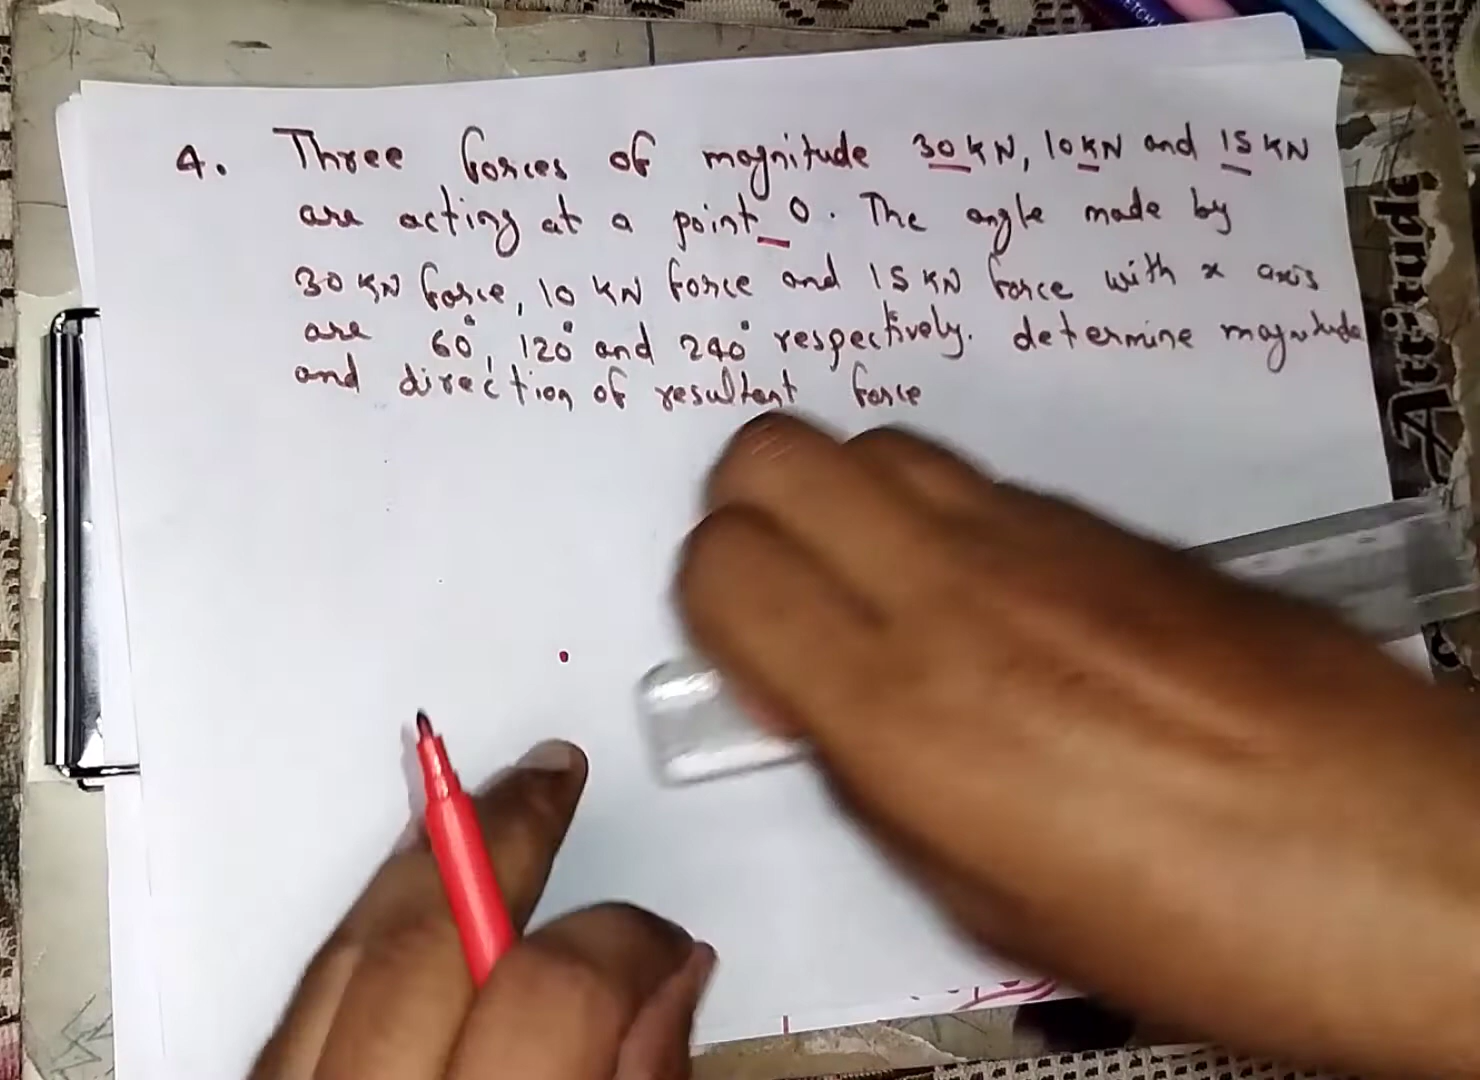 4. Three forces of magnitude 30 KN, 10 KN and 15 KN
are acting at a point O. The angle made by
30 KN force, 10 KN force and 15 KN force with x axis
are 60°, 120° and 240° respectively. determine magnitude
and direction of resultant force
Attitude